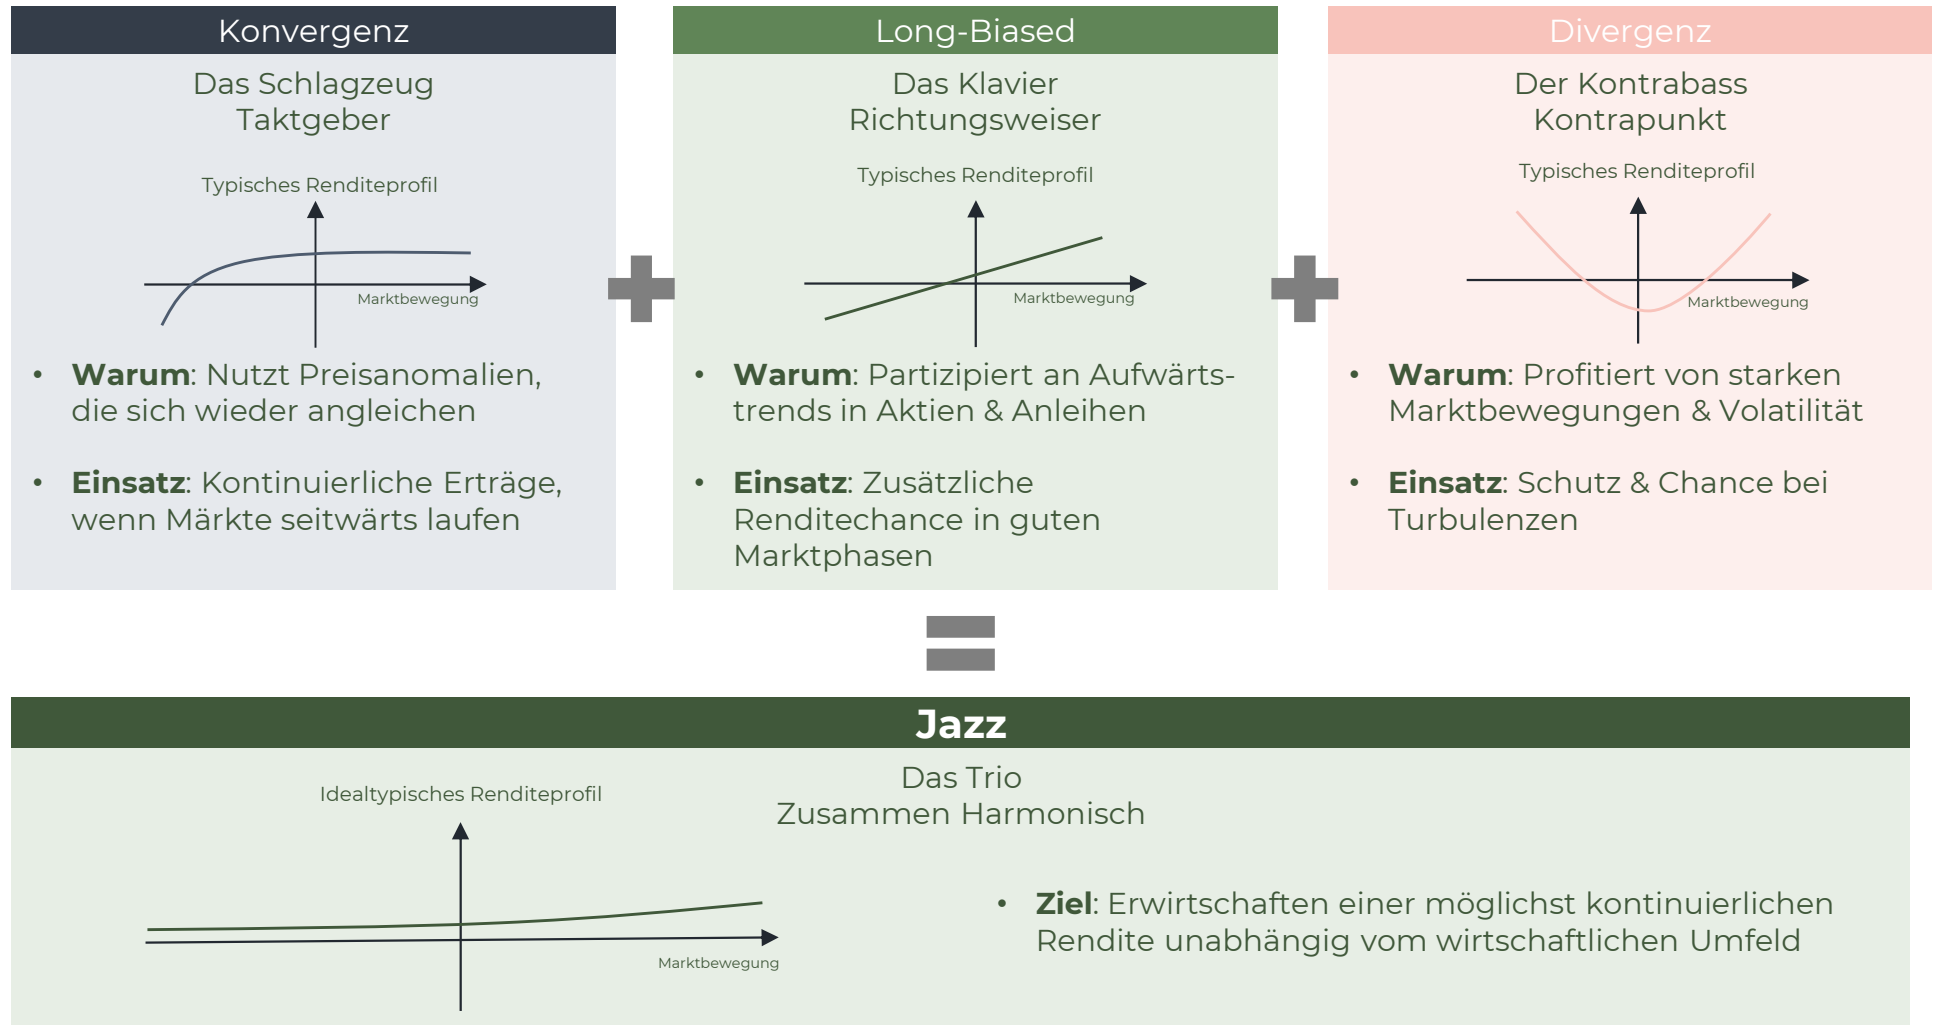 Konvergenz
Das Schlagzeug
Taktgeber
Typisches Renditeprofil
Marktbewegung
• Warum: Nutzt Preisanomalien,
die sich wieder angleichen
• Einsatz: Kontinuierliche Erträge,
wenn Märkte seitwärts laufen
Long-Biased
Das Klavier
Richtungsweiser
Typisches Renditeprofil
Marktbewegung
• Warum: Partizipiert an Aufwärts-
trends in Aktien & Anleihen
• Einsatz: Zusätzliche
Renditechance in guten
Marktphasen
Divergenz
Der Kontrabass
Kontrapunkt
Typisches Renditeprofil
Marktbewegung
• Warum: Profitiert von starken
Marktbewegungen & Volatilität
• Einsatz: Schutz & Chance bei
Turbulenzen
Jazz
Das Trio
Zusammen Harmonisch
Idealtypisches Renditeprofil
Marktbewegung
• Ziel: Erwirtschaften einer möglichst kontinuierlichen
Rendite unabhängig vom wirtschaftlichen Umfeld